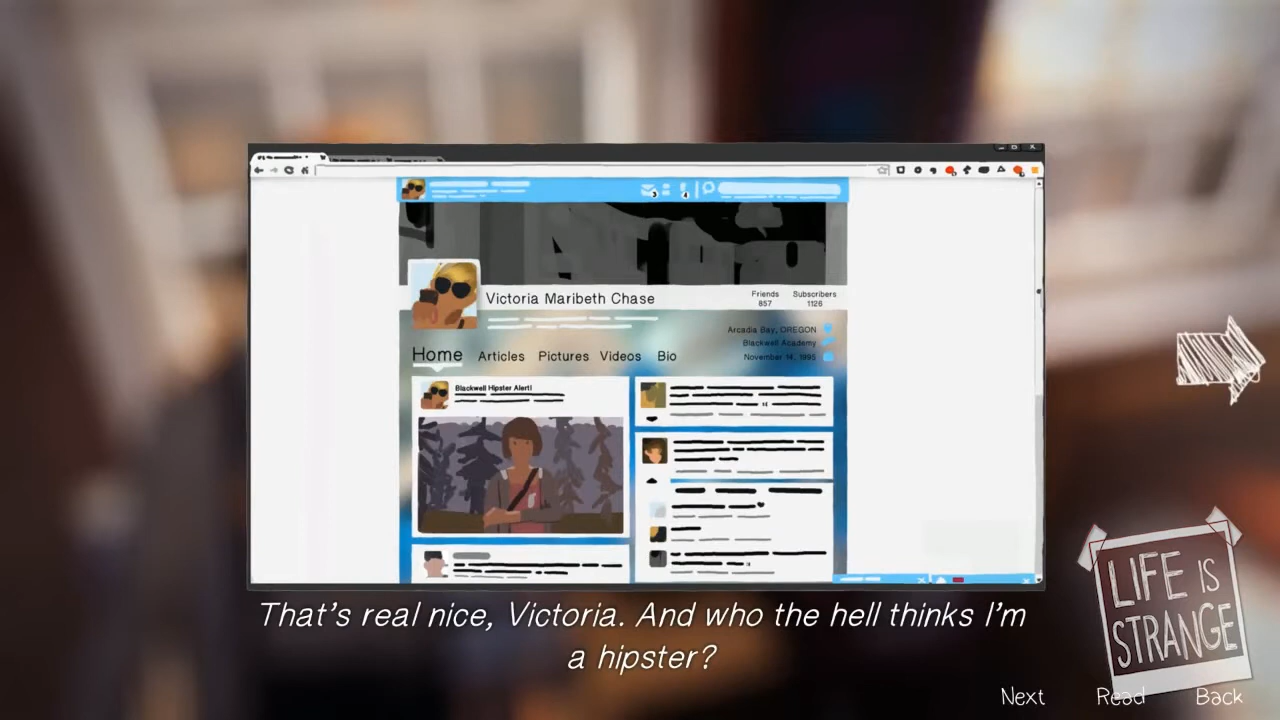 Victoria Maribeth Chase
Friends
857
Subscribers
1126
Arcadia Bay, OREGON
Blackwell Academy
November 14, 1995
Home Articles Pictures Videos Bio
Blackwell Hipster Alert!
That's real nice, Victoria. And who the hell thinks I'm
a hipster?
LIFE IS
STRANGE
Next Read Back